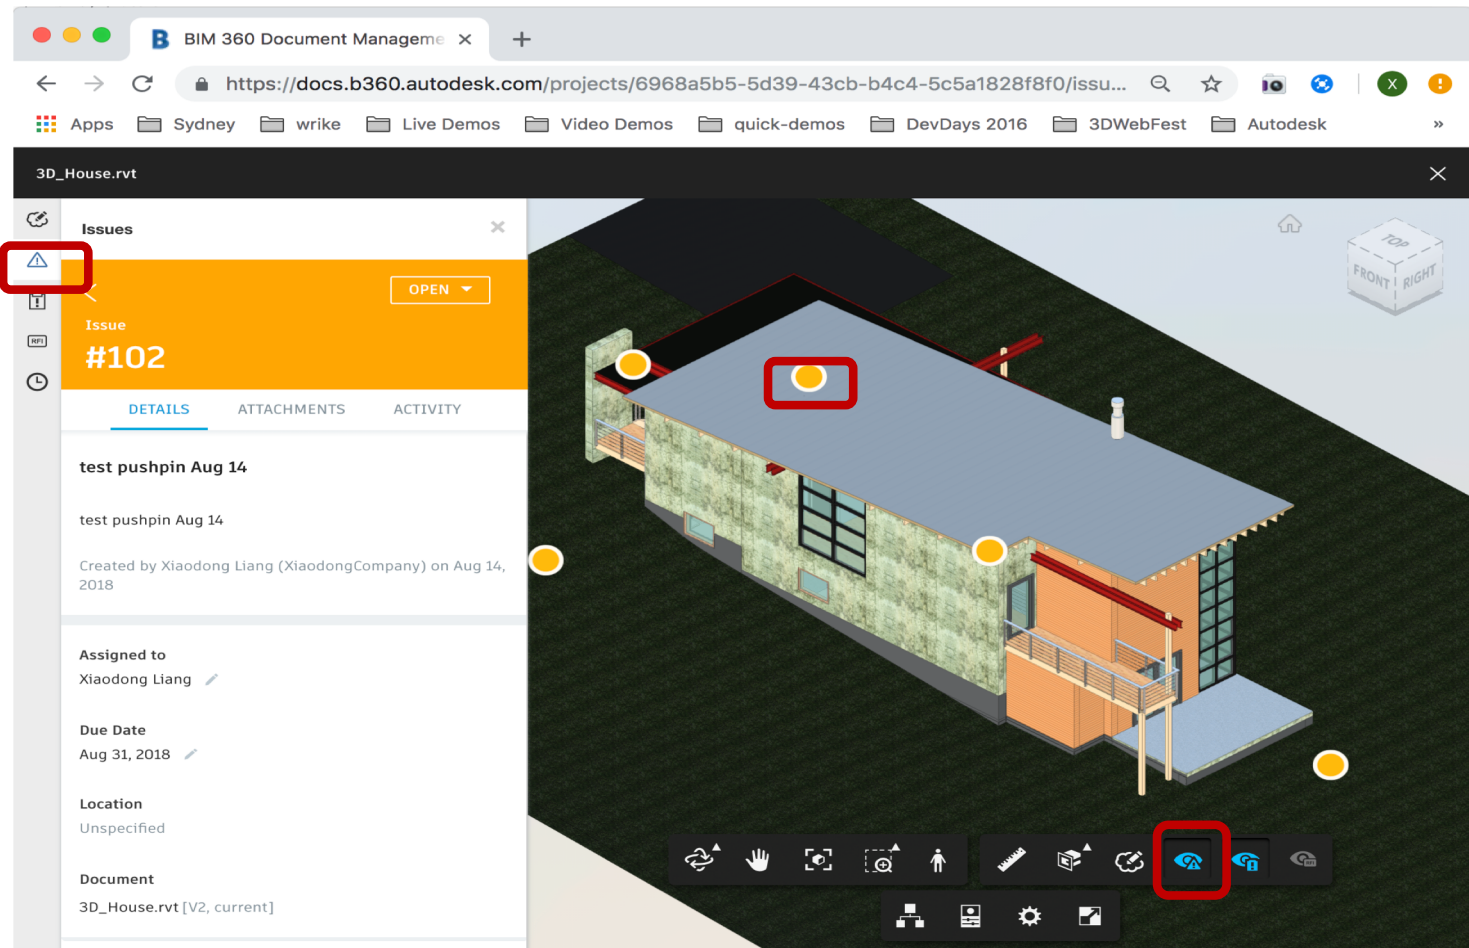 BIM 360 Document Manageme
https://docs.b360.autodesk.com/projects/6968a5b5-5d39-43cb-b4c4-5c5a1828f8f0/issu...
X
Apps Sydney wrike Live Demos Video Demos quick-demos DevDays 2016 3DWebFest Autodesk »
3D_House.rvt
Issues
OPEN
Issue
#102
RFI
DETAILS ATTACHMENTS ACTIVITY
test pushpin Aug 14
test pushpin Aug 14
Created by Xiaodong Liang (XiaodongCompany) on Aug 14,
2018
Assigned to
Xiaodong Liang
Due Date
Aug 31, 2018
Location
Unspecified
Document
3D_House.rvt [V2, current]
TOP
FRONT RIGHT
RFI